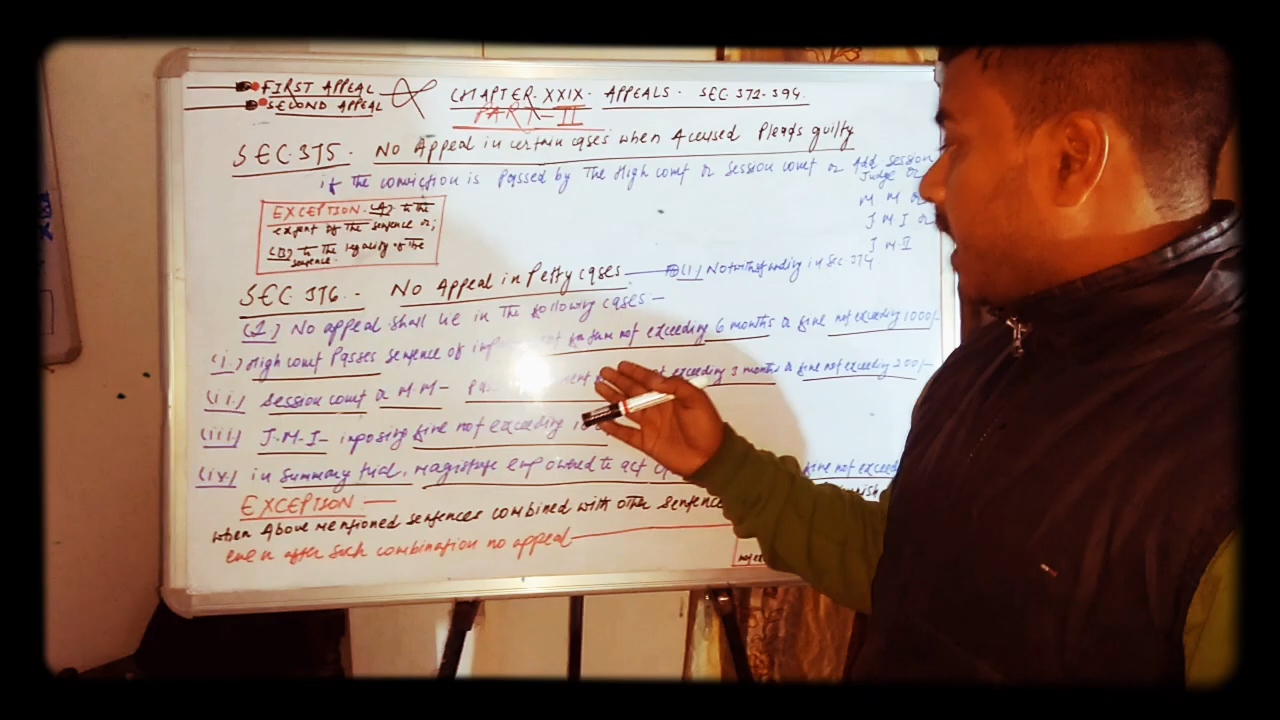 FIRST APPEAL
SECOND APPEAL
CHAPTER-XXIX- APPEALS- SEC-372-394.
PART-II
SEC.375. No Appeal in certain cases when Accused Pleads guilty
if the conviction is Passed by The High court or Session court or Add session
Judge or
M M or
J M I or
J M-II
EXCEPTION- (A) to the
extent of the sentence or;
(B) to the legality of the
sentence.
SEC.376.- No Appeal in Petty cases (1) Notwithstanding in Sec.374
(1.) No appeal shall lie in The following cases:-
(i.) High court Passes sentence of not exceeding 6 months or fine not exceeding 1000/-
(ii.) Session court or M.M- exceeding 3 months or fine not exceeding 200/-
(iii.) J.M-I- imposing fine not exceeding
(iv.) in Summary trial, magistrate empowered to act fine not exceed
EXCEPTION-
when Above mentioned sentences combined with other Sentence
even after Such combination no appeal